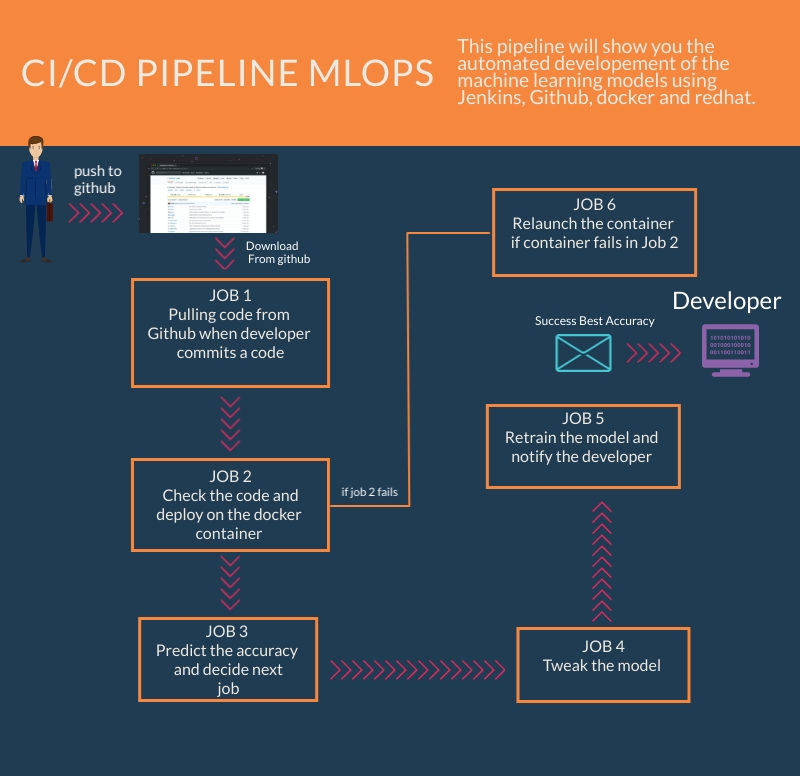 CI/CD PIPELINE MLOPS
This pipeline will show you the
automated developement of the
machine learning models using
Jenkins, Github, docker and redhat.
push to
github
Download
From github
JOB 1
Pulling code from
Github when developer
commits a code
JOB 2
Check the code and
deploy on the docker
container
if job 2 fails
JOB 3
Predict the accuracy
and decide next
job
JOB 4
Tweak the model
JOB 5
Retrain the model and
notify the developer
Success Best Accuracy
Developer
101010101010
001000100010
001100110011
JOB 6
Relaunch the container
if container fails in Job 2